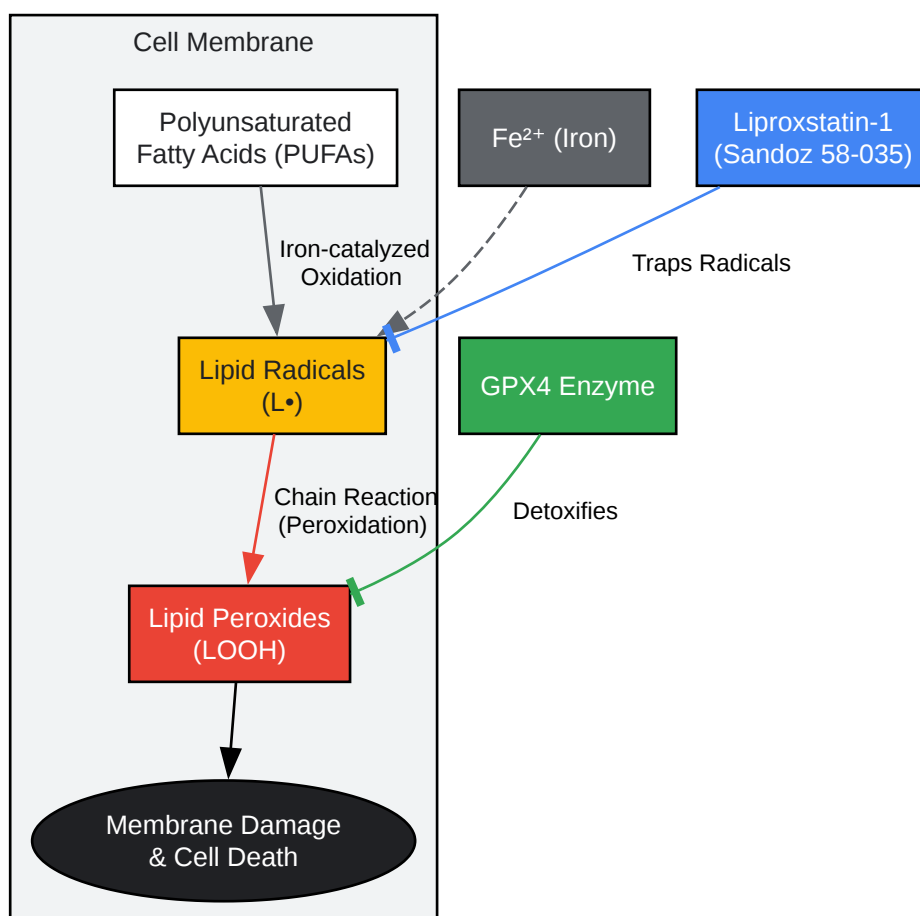 Cell Membrane
Polyunsaturated
Fatty Acids (PUFAs)
Fe²⁺ (Iron)
Liproxstatin-1
(Sandoz 58-035)
Iron-catalyzed
Oxidation
Traps Radicals
Lipid Radicals
(L•)
GPX4 Enzyme
Chain Reaction
(Peroxidation)
Detoxifies
Lipid Peroxides
(LOOH)
Membrane Damage
& Cell Death